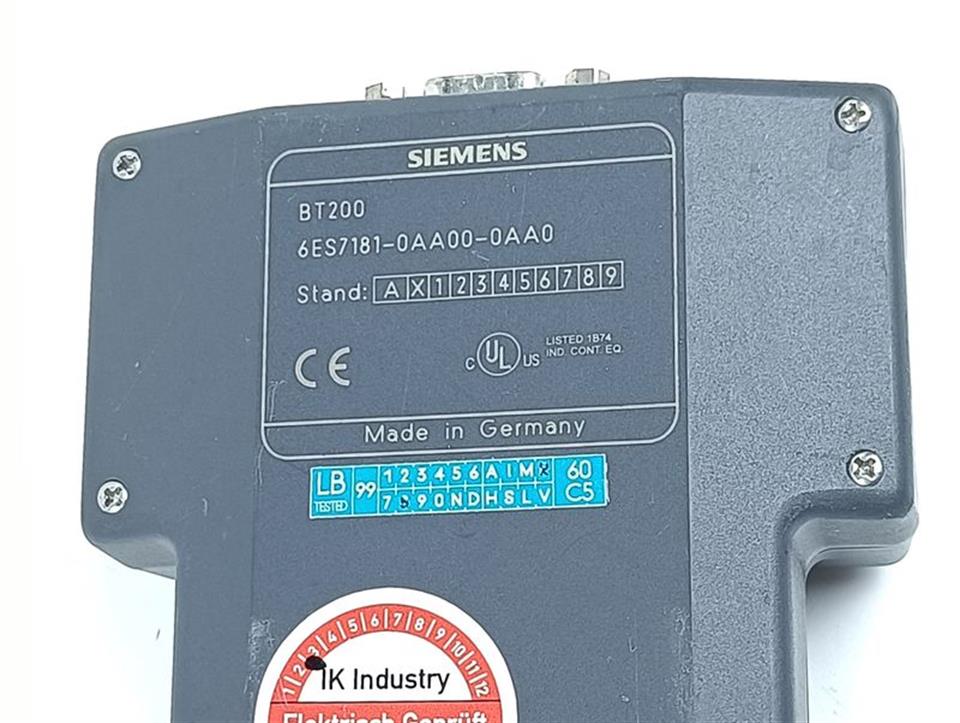 SIEMENS
BT200
6ES7181-0AA00-0AA0
Stand: A X 1 2 3 4 5 6 7 8 9
CE
C UL US LISTED 1B74
IND. CONT. EQ.
Made in Germany
LB 99 1 2 3 4 5 6 A I M 60
TESTED 7 9 0 N D H S L V C5
1 2 3 4 5 6 7 8 9 10 11 12
IK Industry
Elektrisch Geprüft